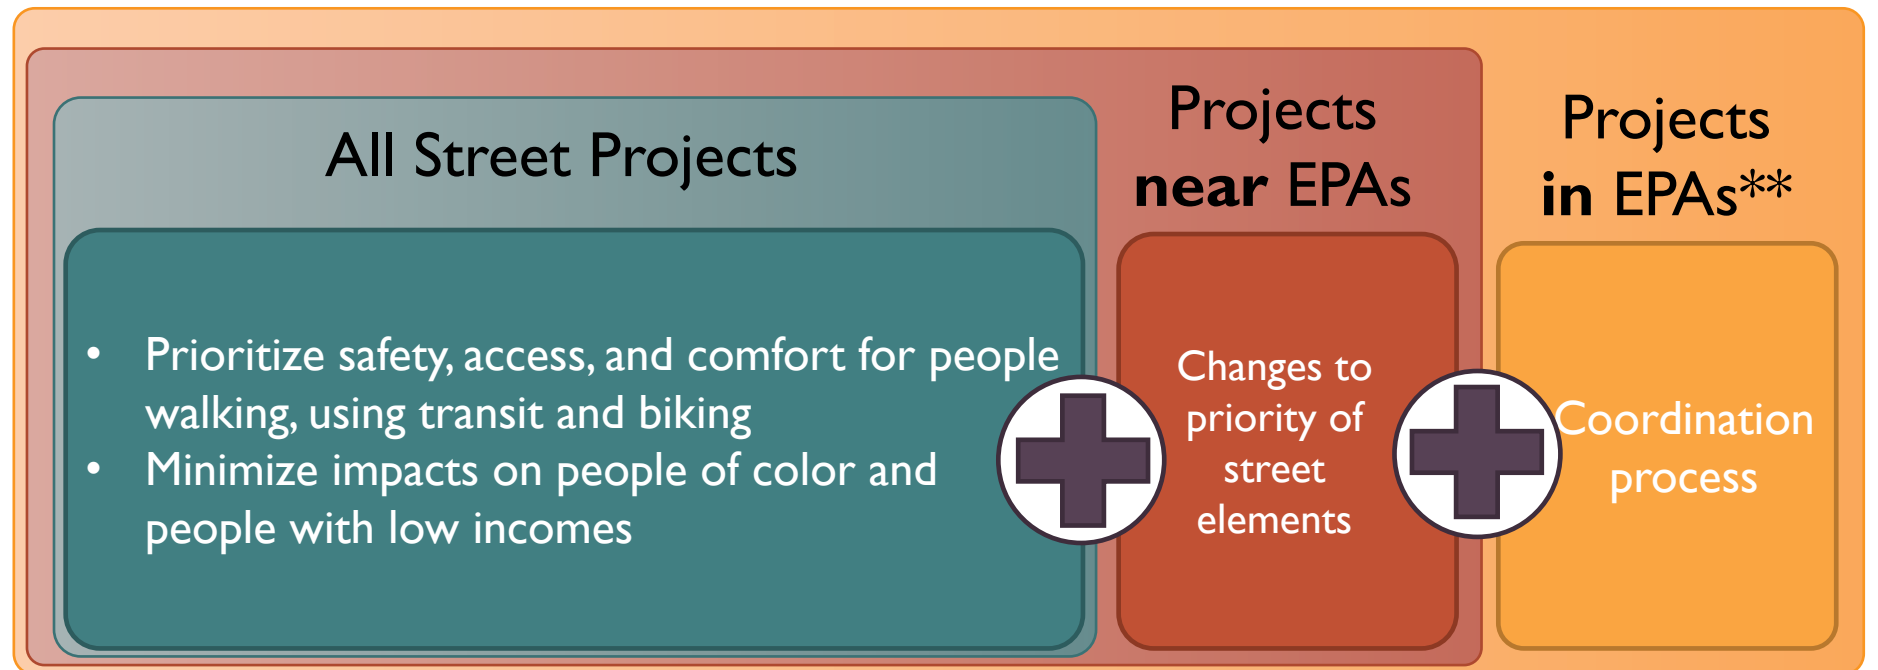 All Street Projects
• Prioritize safety, access, and comfort for people
walking, using transit and biking
• Minimize impacts on people of color and
people with low incomes
Projects
near EPAs
Changes to
priority of
street
elements
Projects
in EPAs**
Coordination
process